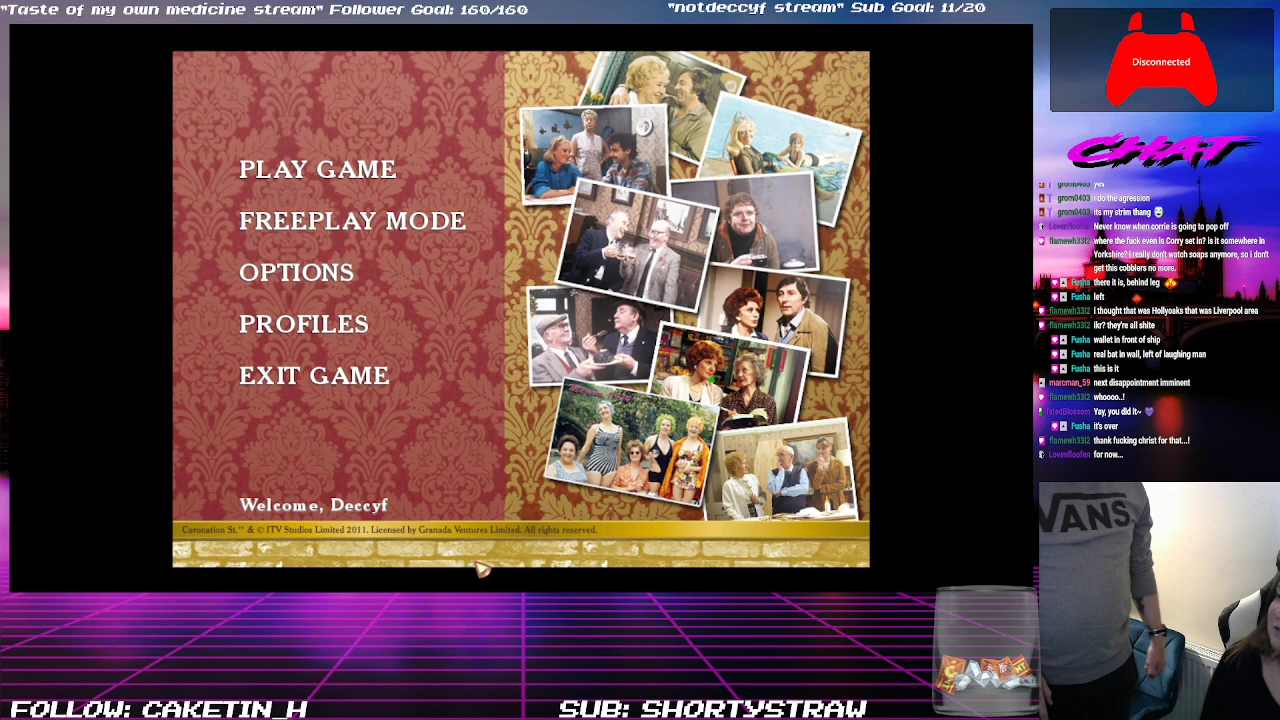 "Taste of my own medicine stream" Follower Goal: 160/160
"notdeccyf stream" Sub Goal: 11/20
Disconnected
CHAT
PLAY GAME
FREEPLAY MODE
OPTIONS
PROFILES
EXIT GAME
Welcome, Deccyf
Coronation St.™ & © ITV Studios Limited 2011. Licensed by Granada Ventures Limited. All rights reserved.
grom0403 yes
grom0403 i do the agression
grom0403 its my strim thang
Lovenfloofen Never know when corrie is going to pop off
flamewh33l2 where the fuck even is Corry set in? is it somewhere in
Yorkshire? i really don't watch soaps anymore, so i don't
get this cobblers no more.
Fusha there it is, behind leg
Fusha left
flamewh33l2 i thought that was Hollyoaks that was Liverpool area
flamewh33l2 ikr? they're all shite
Fusha wallet in front of ship
Fusha real bat in wall, left of laughing man
Fusha this is it
marcman_59 next disappointment imminent
flamewh33l2 whoooo..!
Yay, you did it~
Fusha it's over
flamewh33l2 thank fucking christ for that...!
Lovenfloofen for now...
VANS
FOLLOW: CAKETIN_H
SUB: SHORTYSTRAW